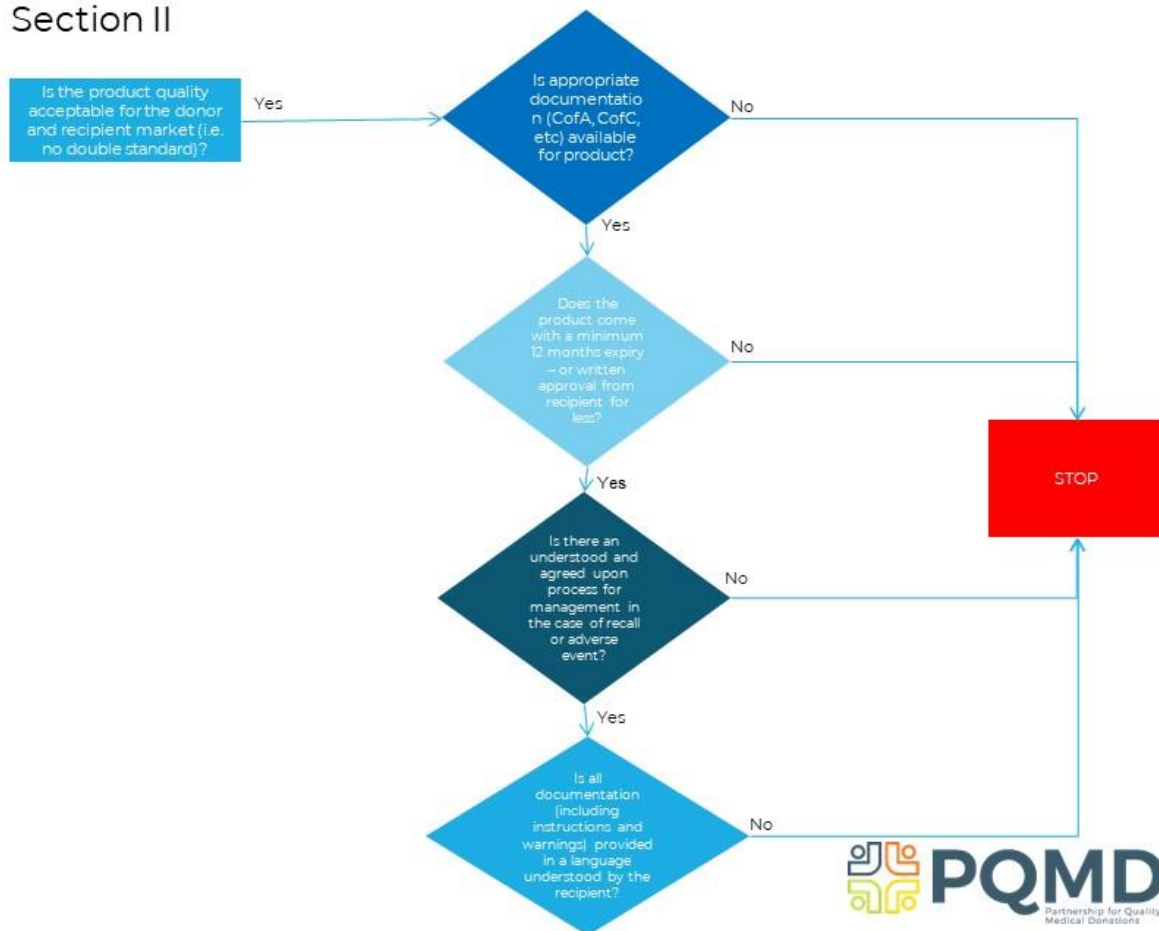 Section II
Is the product quality
acceptable for the donor
and recipient market (i.e.
no double standard)?
Yes
Is appropriate
documentatio
n (CofA, CofC,
etc) available
for product?
No
Yes
Does the
product come
with a minimum
12 months expiry
– or written
approval from
recipient for
less?
No
STOP
Yes
Is there an
understood and
agreed upon
process for
management in
the case of recall
or adverse
event?
No
Yes
Is all
documentation
(including
instructions and
warnings) provided
in a language
understood by the
recipient?
No
PQMD
Partnership for Quality
Medical Donations